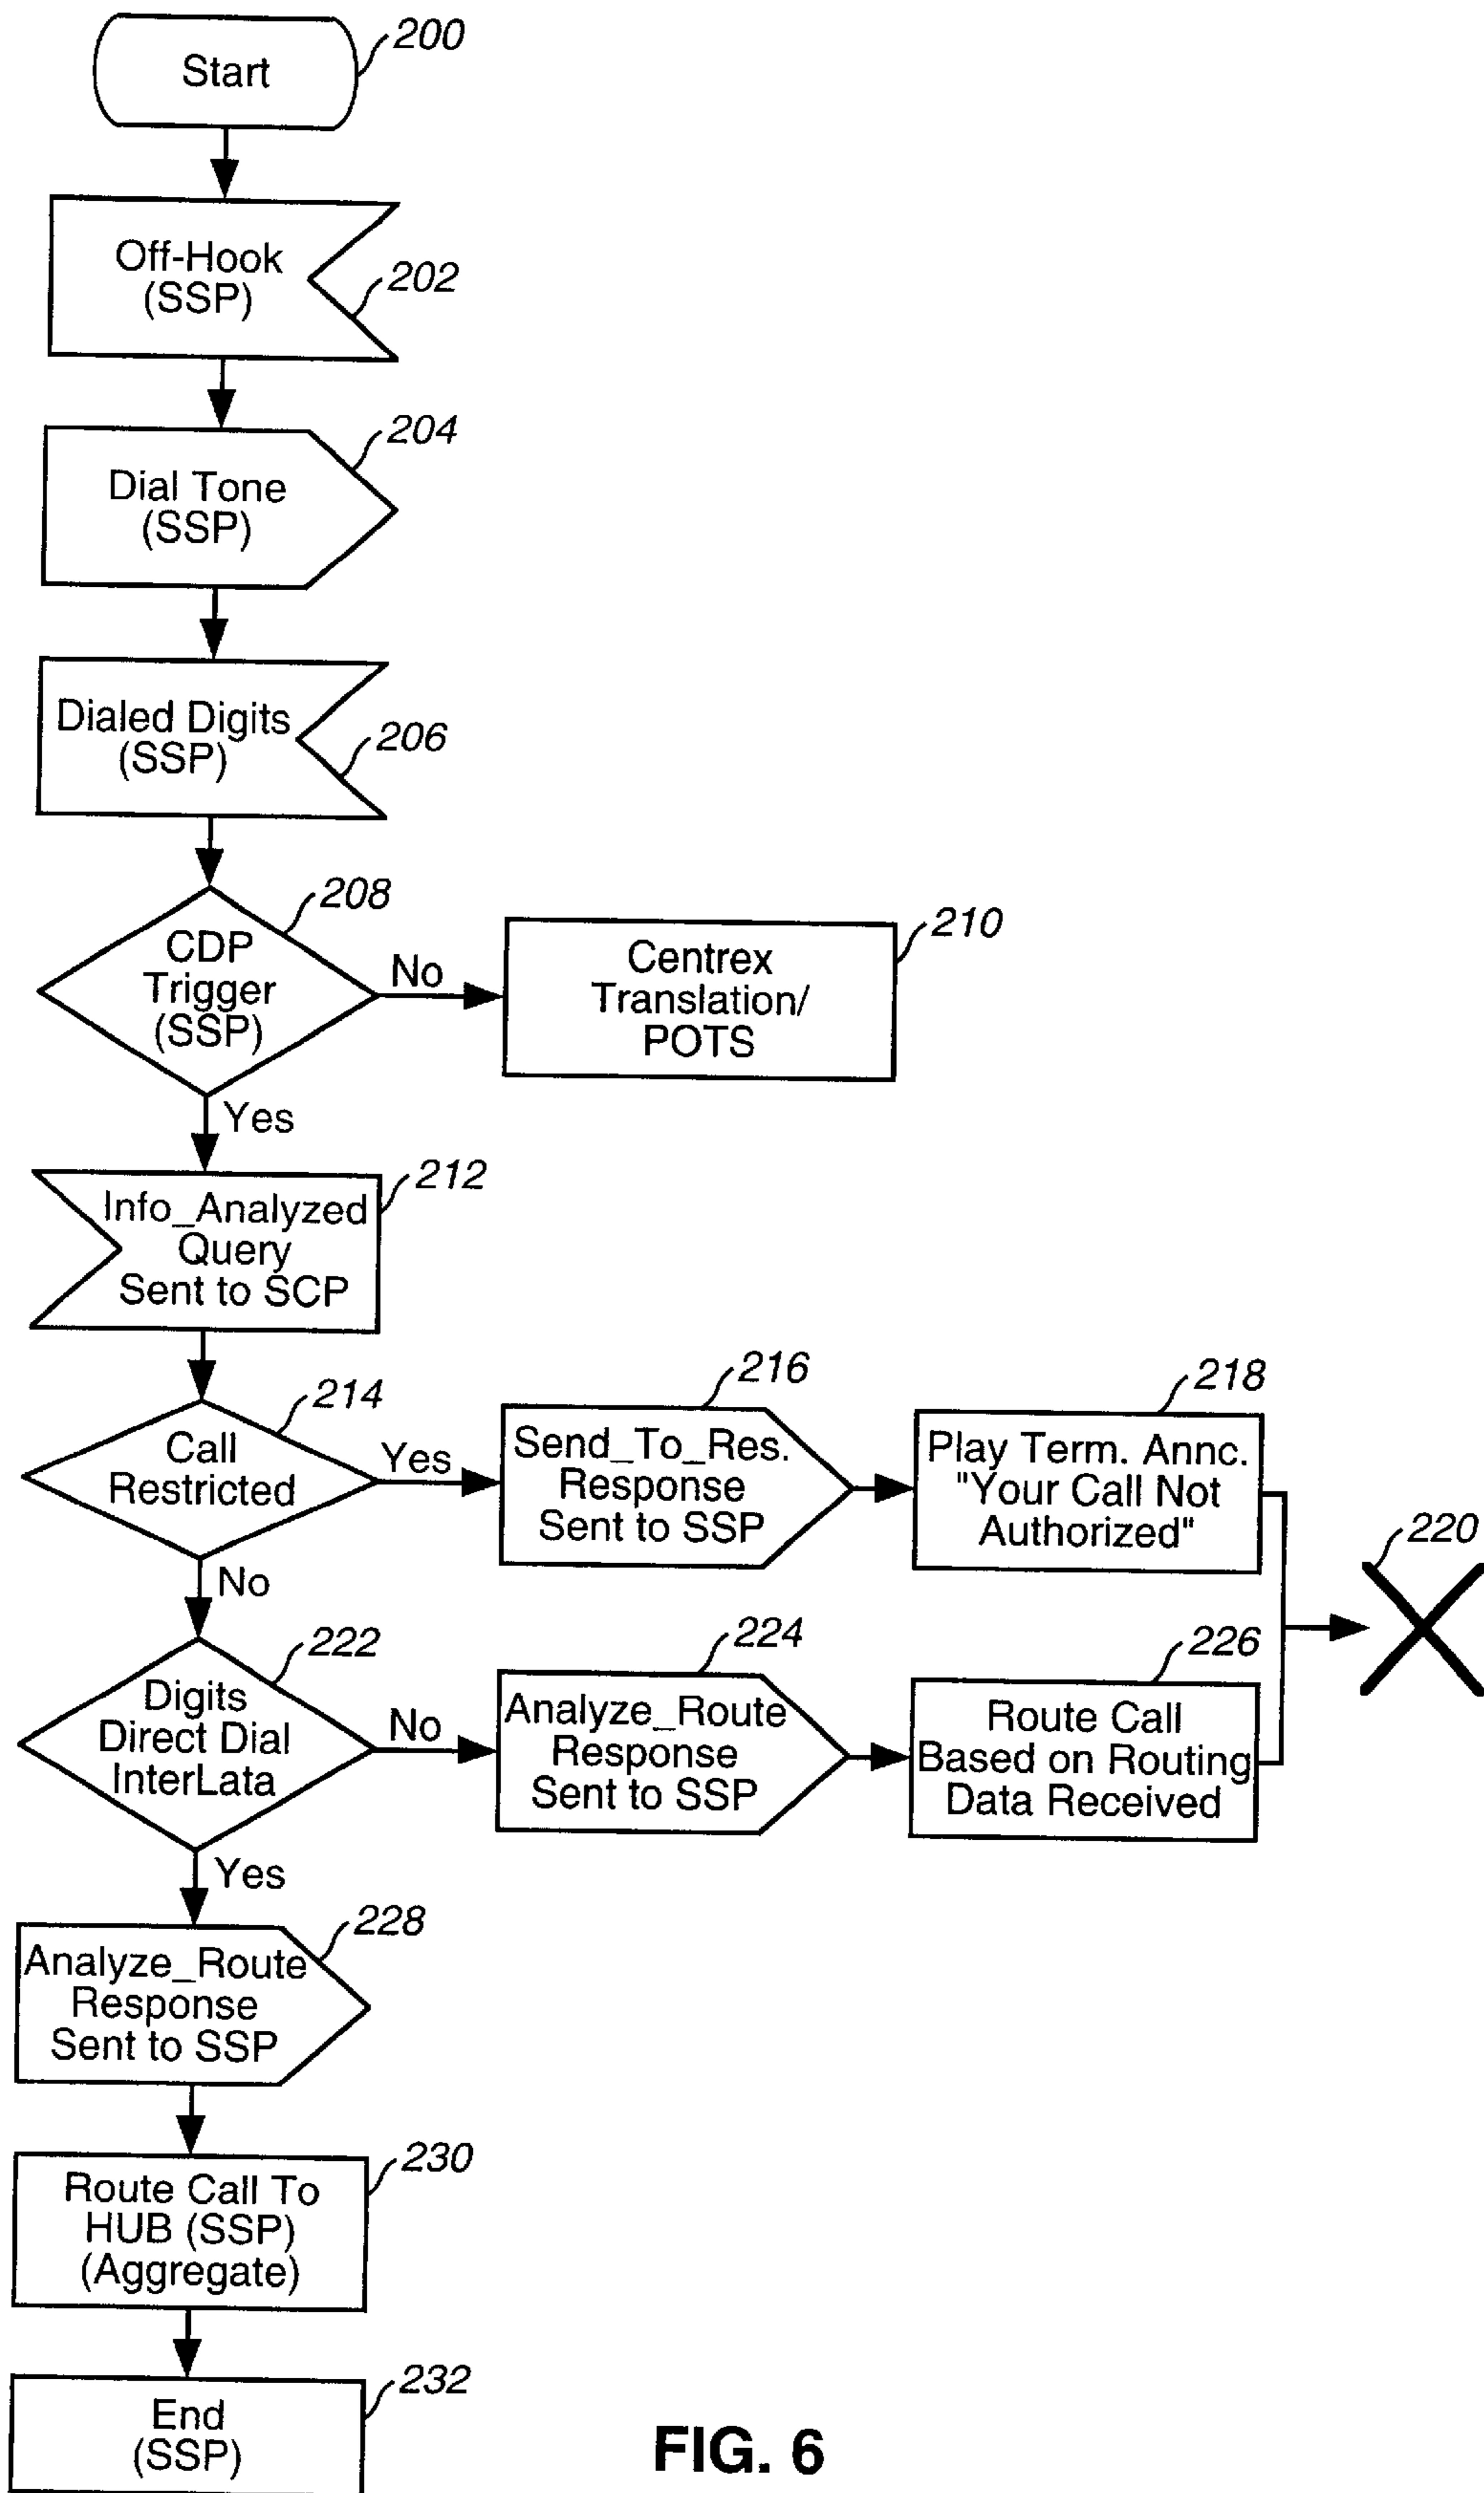 Start
200
Off-Hook
(SSP)
202
Dial Tone
(SSP)
204
Dialed Digits
(SSP)
206
CDP
Trigger
(SSP)
208
No
Centrex
Translation/
POTS
210
Yes
Info_Analyzed
Query
Sent to SCP
212
Call
Restricted
214
Yes
Send_To_Res.
Response
Sent to SSP
216
Play Term. Annc.
"Your Call Not
Authorized"
218
220
No
Digits
Direct Dial
InterLata
222
No
Analyze_Route
Response
Sent to SSP
224
Route Call
Based on Routing
Data Received
226
Yes
Analyze_Route
Response
Sent to SSP
228
Route Call To
HUB (SSP)
(Aggregate)
230
End
(SSP)
232
FIG. 6